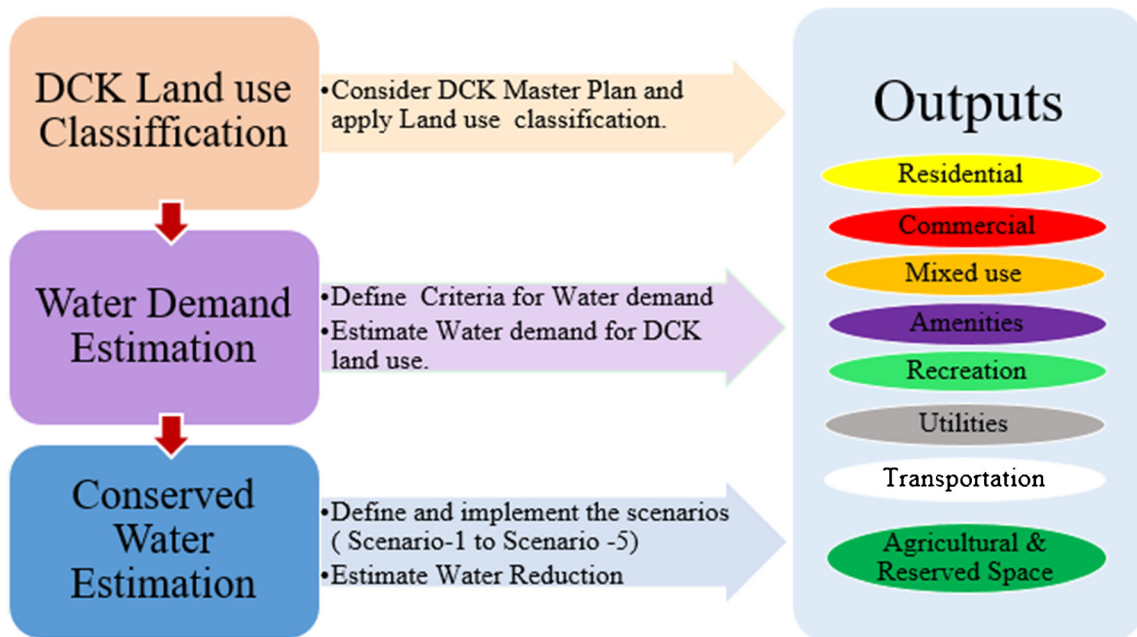 DCK Land use
Classiffication
•Consider DCK Master Plan and
apply Land use classification.
Water Demand
Estimation
•Define Criteria for Water demand
•Estimate Water demand for DCK
land use.
Conserved
Water
Estimation
•Define and implement the scenarios
( Scenario-1 to Scenario -5)
•Estimate Water Reduction
Outputs
Residential
Commercial
Mixed use
Amenities
Recreation
Utilities
Transportation
Agricultural &
Reserved Space